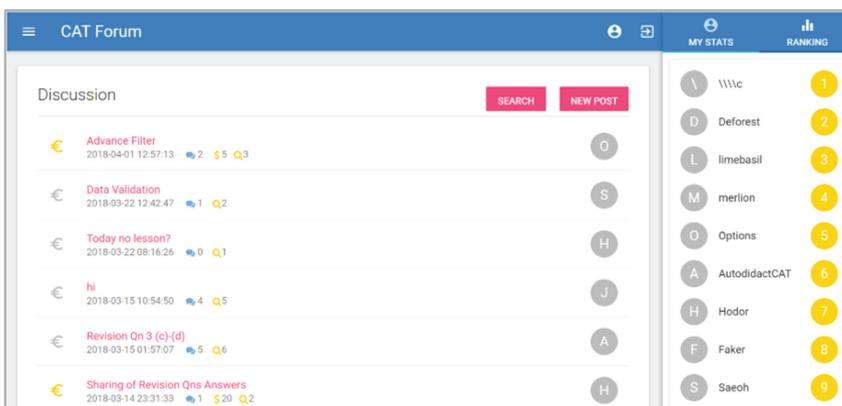 CAT Forum
MY STATS
RANKING
Discussion
SEARCH
NEW POST
€ Advance Filter
2018-04-01 12:57:13 2 $ 5 3
O
€ Data Validation
2018-03-22 12:42:47 1 2
S
€ Today no lesson?
2018-03-22 08:16:26 0 1
H
€ hi
2018-03-15 10:54:50 4 5
J
€ Revision Qn 3 (c)-(d)
2018-03-15 01:57:07 5 6
A
€ Sharing of Revision Qns Answers
2018-03-14 23:31:33 1 $ 20 2
H
\ \\\\c 1
D Deforest 2
L limebasil 3
M merlion 4
O Options 5
A AutodidactCAT 6
H Hodor 7
F Faker 8
S Saeoh 9